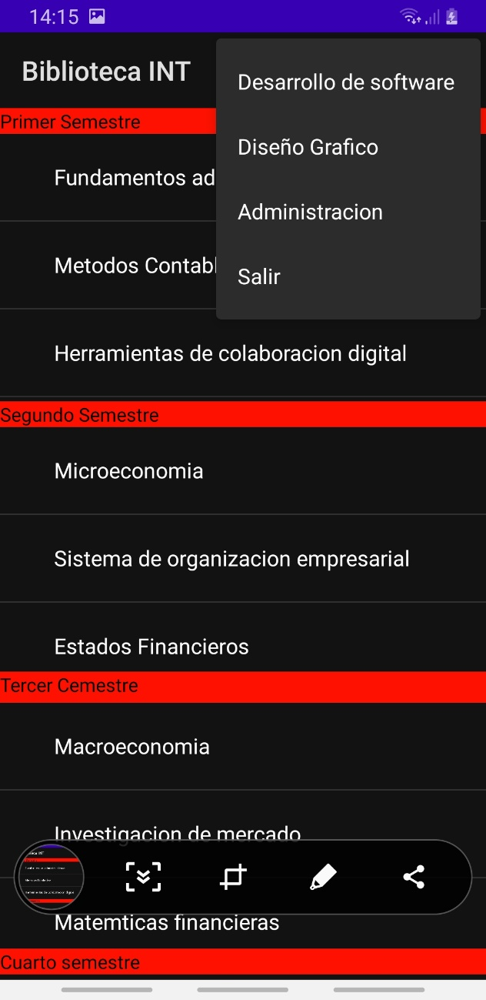 14:15
Biblioteca INT
Desarrollo de software
Diseño Grafico
Administracion
Salir
Primer Semestre
Fundamentos ad
Metodos Contabl
Herramientas de colaboracion digital
Segundo Semestre
Microeconomia
Sistema de organizacion empresarial
Estados Financieros
Tercer Cemestre
Macroeconomia
Investigacion de mercado
Matemticas financieras
Cuarto semestre